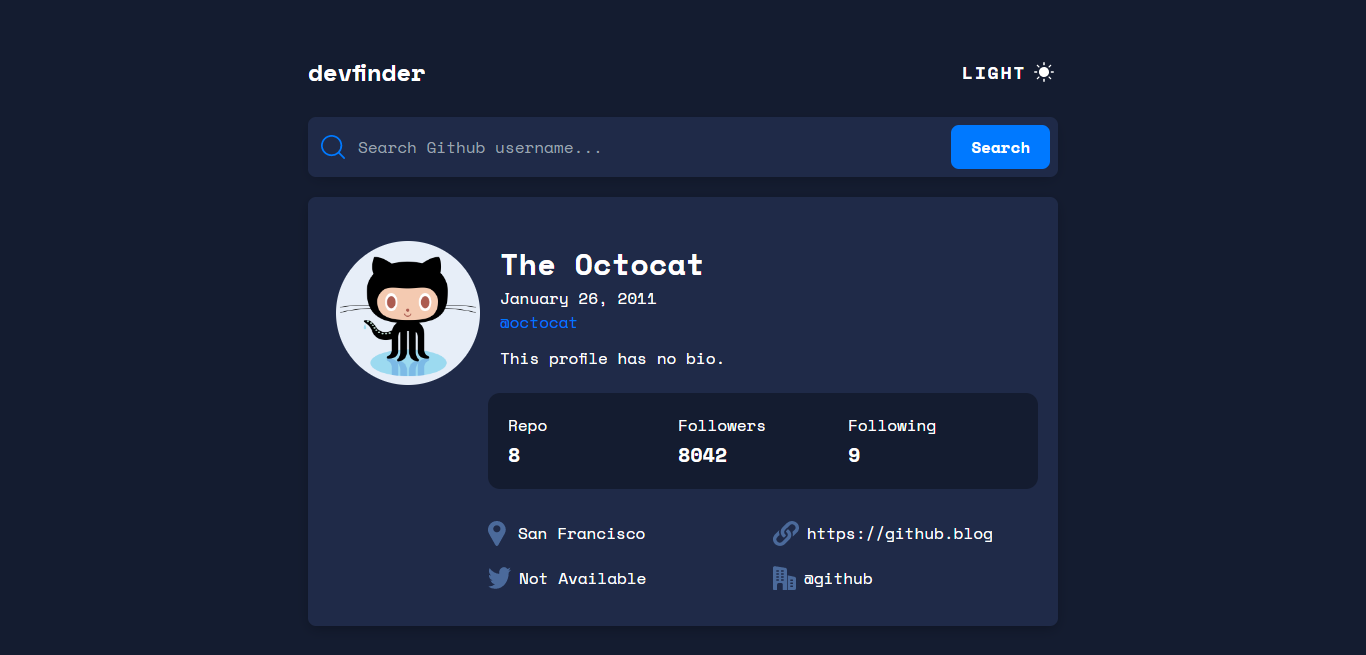 devfinder
LIGHT
Search Github username...
Search
The Octocat
January 26, 2011
@octocat
This profile has no bio.
Repo Followers Following
8 8042 9
San Francisco https://github.blog
Not Available @github